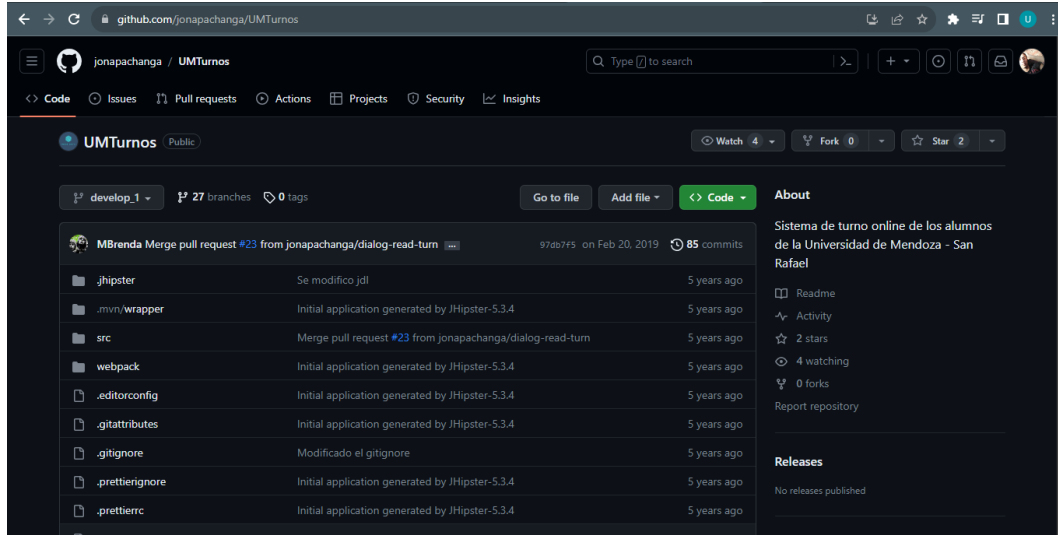 github.com/jonapachanga/UMTurnos
U
jonapachanga / UMTurnos
Type / to search
Code Issues Pull requests Actions Projects Security Insights
UMTurnos Public
Watch 4 Fork 0 Star 2
develop_1 27 branches 0 tags Go to file Add file Code
MBrenda Merge pull request #23 from jonapachanga/dialog-read-turn ... 97db7f5 on Feb 20, 2019 85 commits
.jhipster Se modifico jdl 5 years ago
.mvn/wrapper Initial application generated by JHipster-5.3.4 5 years ago
src Merge pull request #23 from jonapachanga/dialog-read-turn 5 years ago
webpack Initial application generated by JHipster-5.3.4 5 years ago
.editorconfig Initial application generated by JHipster-5.3.4 5 years ago
.gitattributes Initial application generated by JHipster-5.3.4 5 years ago
.gitignore Modificado el gitignore 5 years ago
.prettierignore Initial application generated by JHipster-5.3.4 5 years ago
.prettierrc Initial application generated by JHipster-5.3.4 5 years ago
About
Sistema de turno online de los alumnos
de la Universidad de Mendoza - San
Rafael
Readme
Activity
2 stars
4 watching
0 forks
Report repository
Releases
No releases published